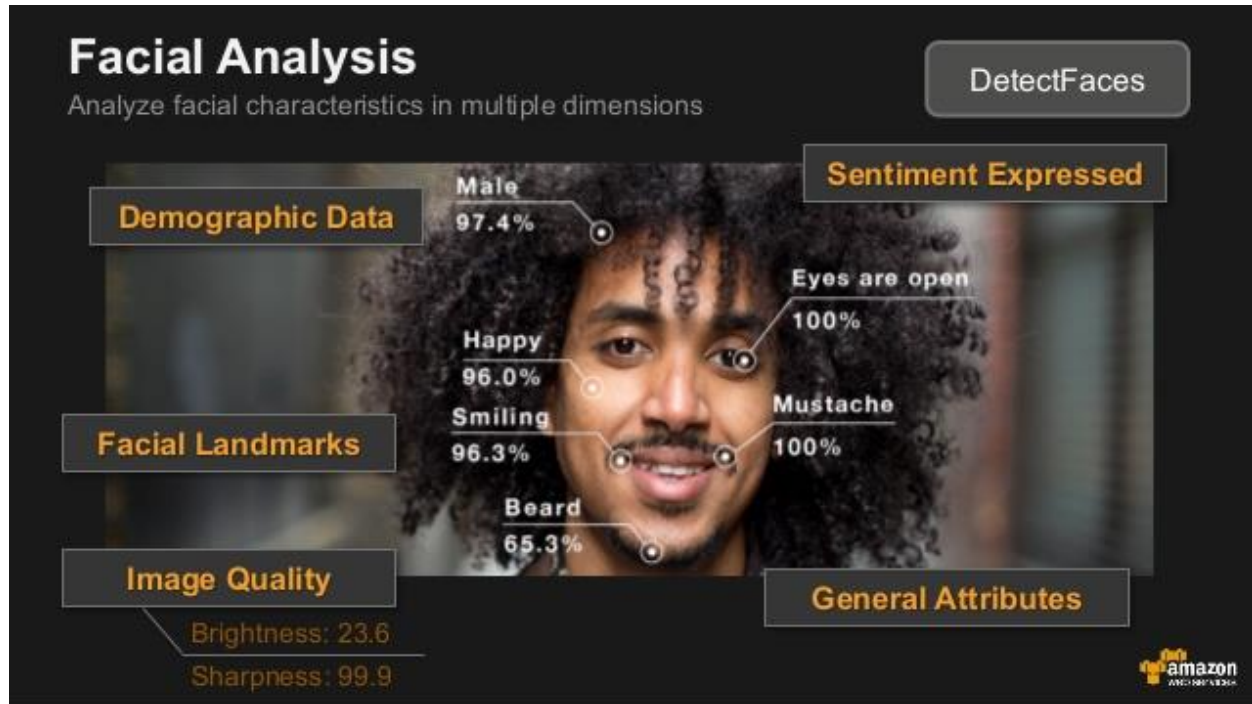 Facial Analysis
Analyze facial characteristics in multiple dimensions
DetectFaces
Sentiment Expressed
Demographic Data
Male
97.4%
Eyes are open
100%
Happy
96.0%
Smiling
96.3%
Mustache
100%
Facial Landmarks
Beard
65.3%
Image Quality
General Attributes
Brightness: 23.6
Sharpness: 99.9
amazon
WEB SERVICES